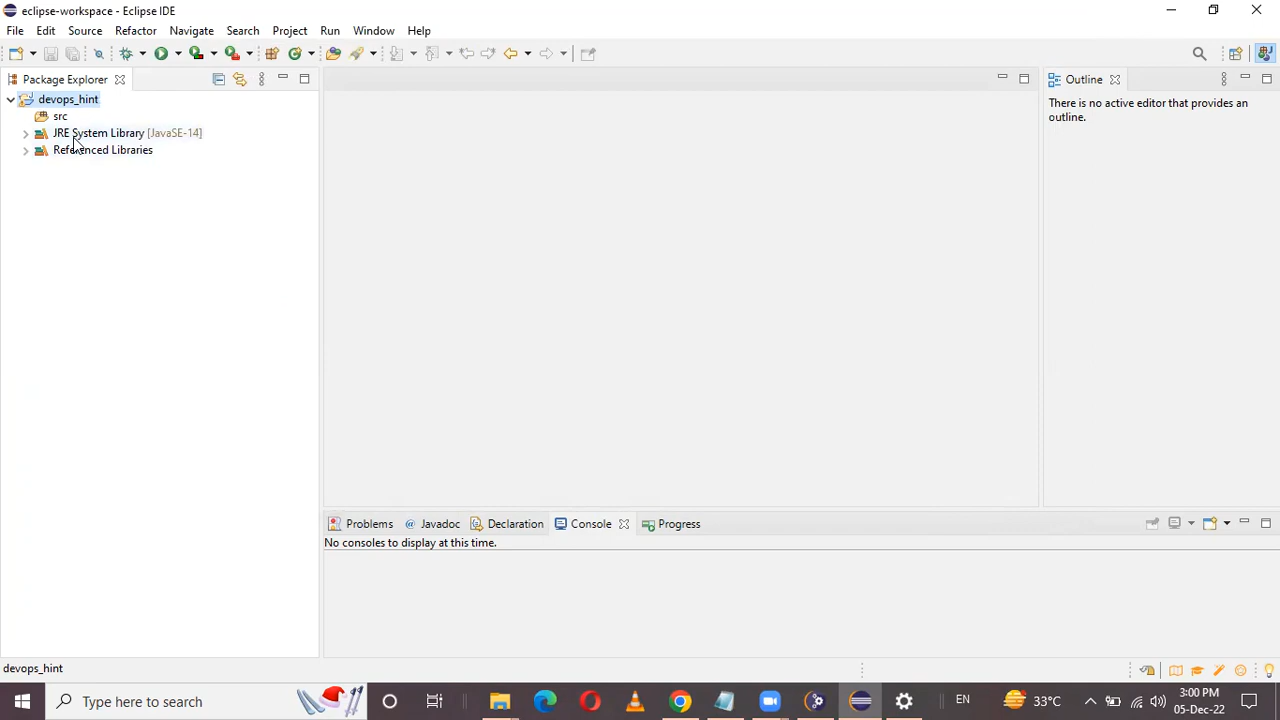 eclipse-workspace - Eclipse IDE
File Edit Source Refactor Navigate Search Project Run Window Help
Package Explorer
Outline
devops_hint
src
JRE System Library [JavaSE-14]
Referenced Libraries
There is no active editor that provides an
outline.
Problems @ Javadoc Declaration Console Progress
No consoles to display at this time.
devops_hint
Type here to search
EN
33°C
3:00 PM
05-Dec-22